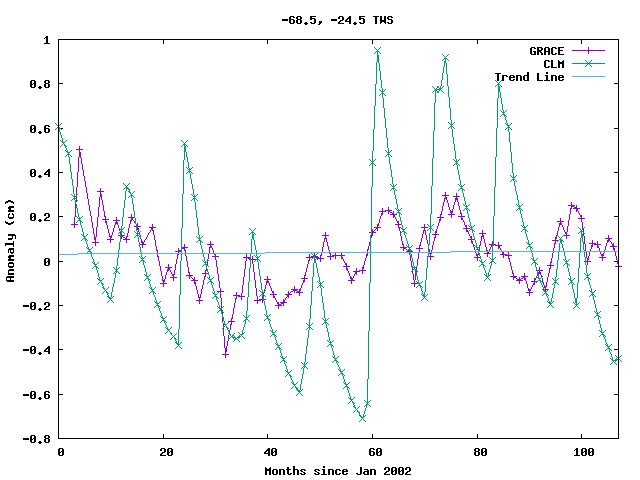 -68.5, -24.5 TWS
GRACE
CLM
Trend Line
1
0.8
0.6
0.4
0.2
0
-0.2
-0.4
-0.6
-0.8
Anomaly (cm)
0 20 40 60 80 100
Months since Jan 2002